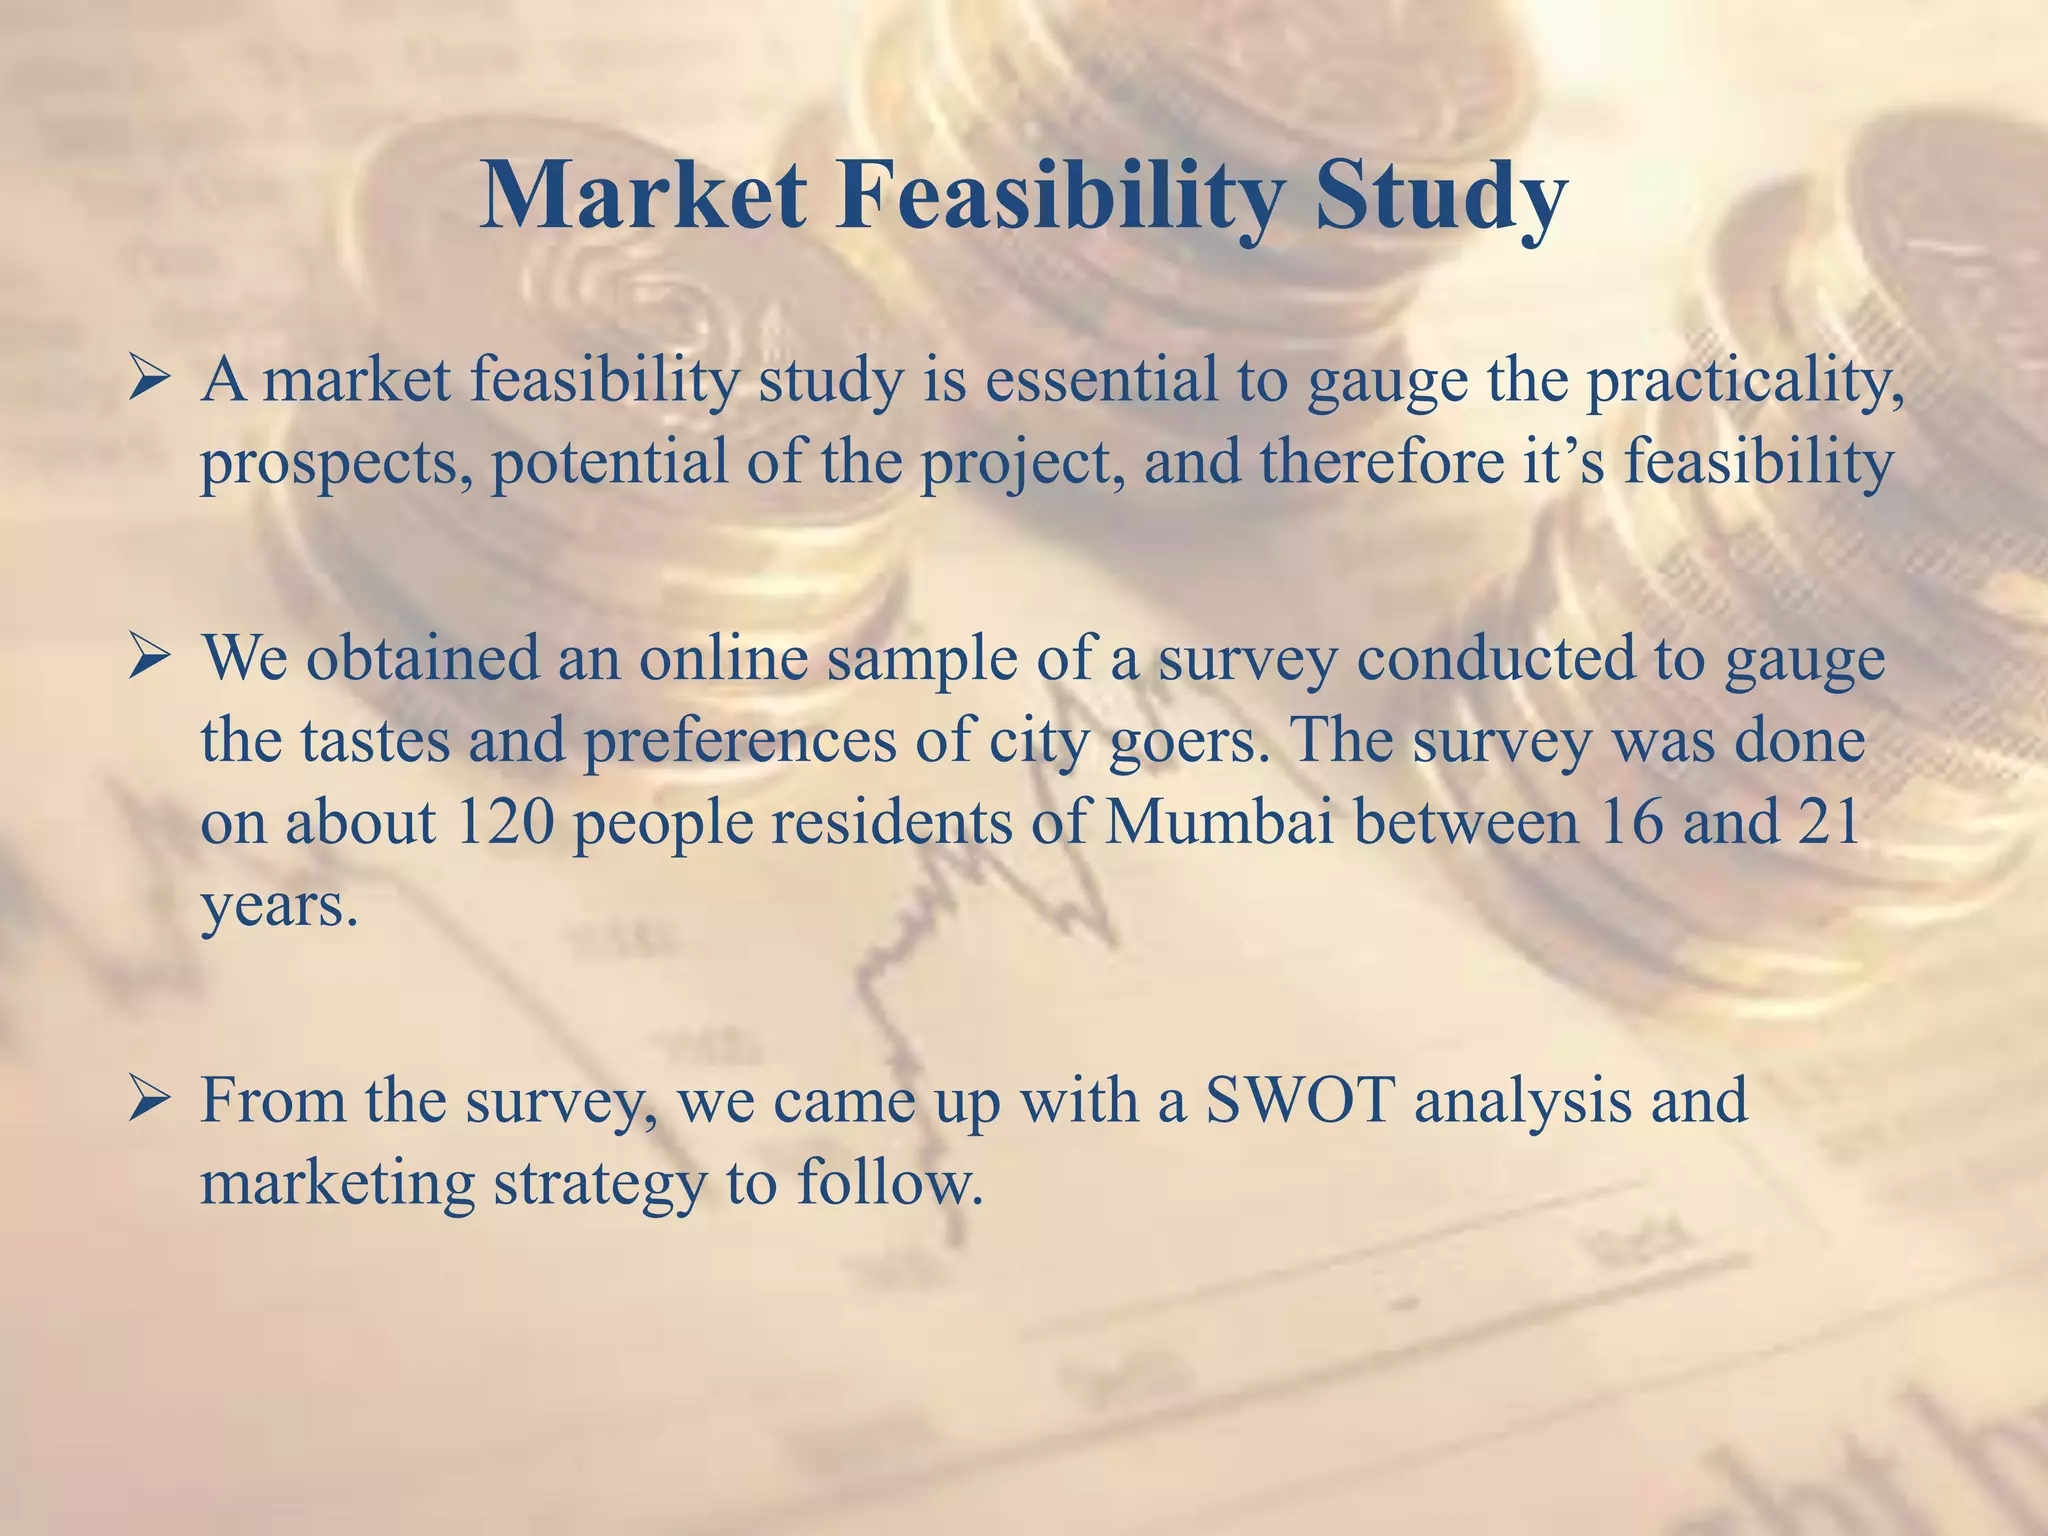 Market Feasibility Study
➢ A market feasibility study is essential to gauge the practicality,
prospects, potential of the project, and therefore it’s feasibility
➢ We obtained an online sample of a survey conducted to gauge
the tastes and preferences of city goers. The survey was done
on about 120 people residents of Mumbai between 16 and 21
years.
➢ From the survey, we came up with a SWOT analysis and
marketing strategy to follow.